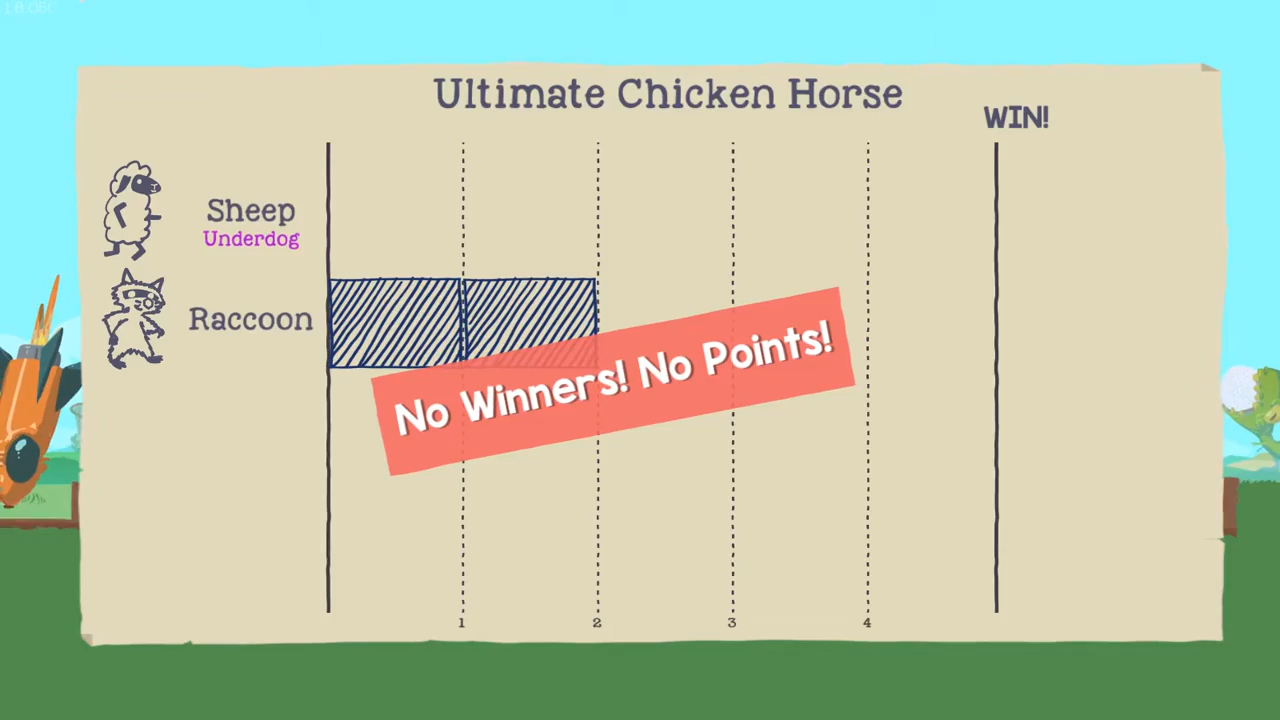 Ultimate Chicken Horse
WIN!
Sheep
Underdog
Raccoon
No Winners! No Points!
1 2 3 4